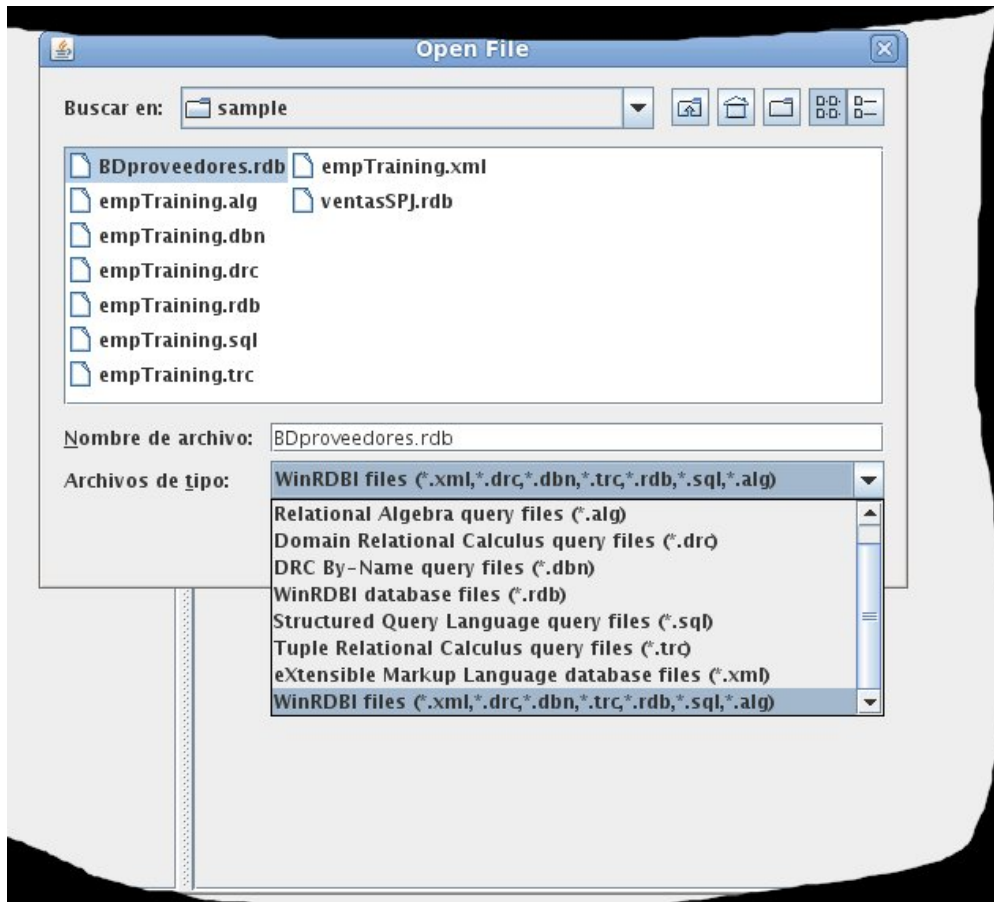 Open File
Buscar en: sample
BDproveedores.rdb empTraining.xml
empTraining.alg ventasSPJ.rdb
empTraining.dbn
empTraining.drc
empTraining.rdb
empTraining.sql
empTraining.trc
Nombre de archivo: BDproveedores.rdb
Archivos de tipo: WinRDBI files (*.xml,*.drc,*.dbn,*.trc,*.rdb,*.sql,*.alg)
Relational Algebra query files (*.alg)
Domain Relational Calculus query files (*.drc)
DRC By-Name query files (*.dbn)
WinRDBI database files (*.rdb)
Structured Query Language query files (*.sql)
Tuple Relational Calculus query files (*.trc)
eXtensible Markup Language database files (*.xml)
WinRDBI files (*.xml,*.drc,*.dbn,*.trc,*.rdb,*.sql,*.alg)